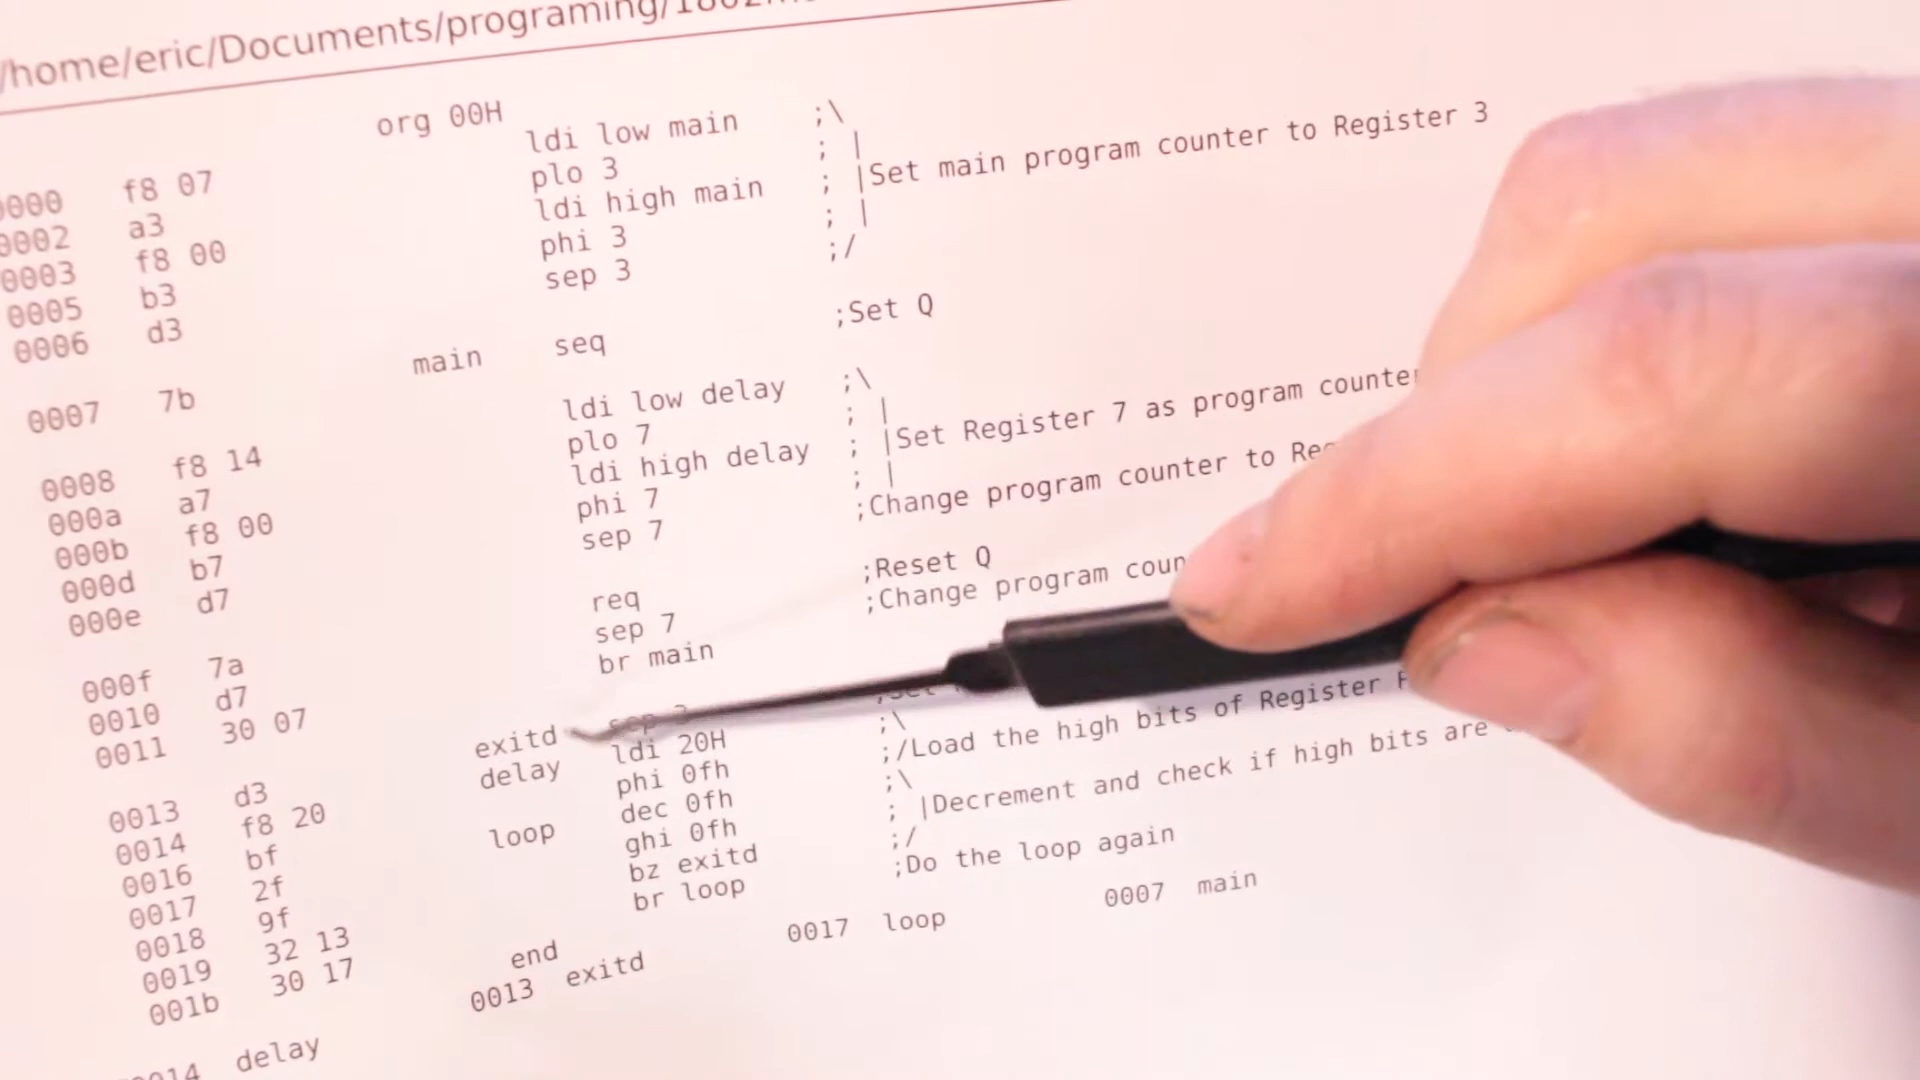 /home/eric/Documents/programing/1802
org 00H
0000 f8 07 ldi low main ;\
0002 a3 plo 3 ; |
0003 f8 00 ldi high main ; |Set main program counter to Register 3
0005 b3 phi 3 ; |
0006 d3 sep 3 ;/
0007 7b main seq ;Set Q
0008 f8 14 ldi low delay ;\
000a a7 plo 7 ; |
000b f8 00 ldi high delay ; |Set Register 7 as program counter
000d b7 phi 7 ; |
000e d7 sep 7 ;Change program counter to
000f 7a req ;Reset Q
0010 d7 sep 7 ;Change program
0011 30 07 br main
0013 d3 exitd sep 3
0014 f8 20 delay ldi 20H ;\
0016 bf phi 0fh ;/Load the high bits of Register
0017 2f loop dec 0fh ;\
0018 9f ghi 0fh ; |Decrement and check if high bits are
0019 32 13 bz exitd ;/
001b 30 17 br loop ;Do the loop again
end
0014 delay 0013 exitd 0017 loop 0007 main